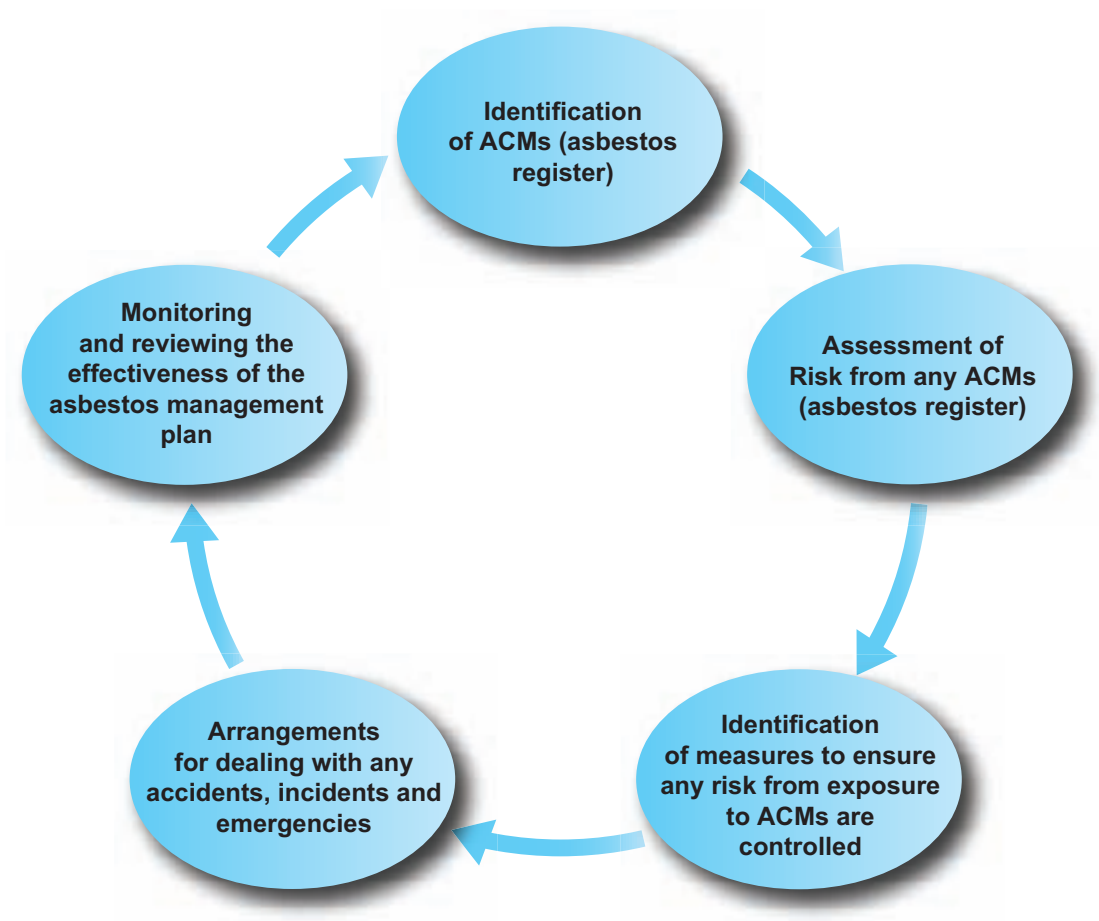 Identification
of ACMs (asbestos
register)
Assessment of
Risk from any ACMs
(asbestos register)
Identification
of measures to ensure
any risk from exposure
to ACMs are
controlled
Arrangements
for dealing with any
accidents, incidents and
emergencies
Monitoring
and reviewing the
effectiveness of the
asbestos management
plan